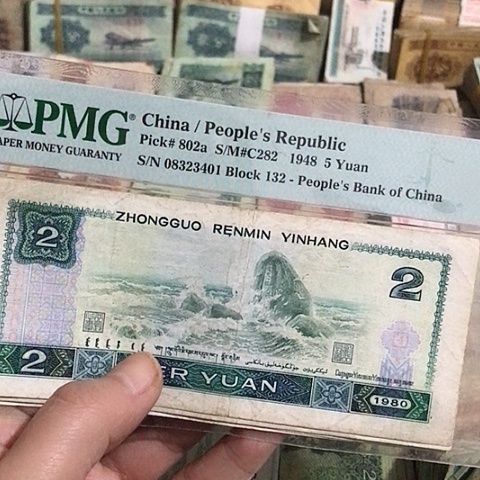 PMG®
PAPER MONEY GUARANTY
China / People's Republic
Pick# 802a S/M#C282 1948 5 Yuan
S/N 08323401 Block 132 - People's Bank of China
ZHONGGUO RENMIN YINHANG
2
2
2
ER YUAN
1980